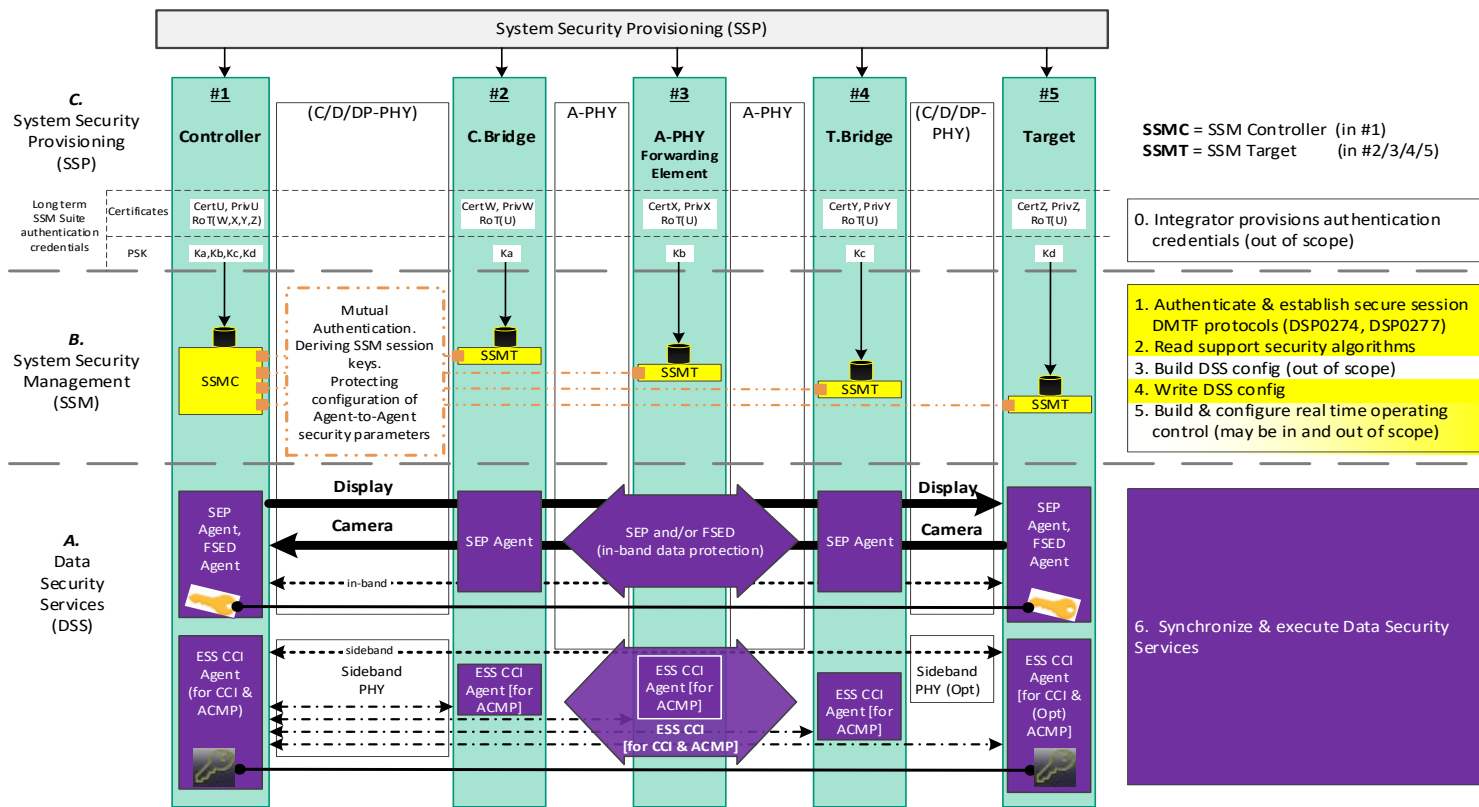 System Security Provisioning (SSP)
C.
System Security
Provisioning
(SSP)
#1
Controller
(C/D/DP-PHY)
#2
C.Bridge
A-PHY
#3
A-PHY
Forwarding
Element
A-PHY
#4
T.Bridge
(C/D/DP-
PHY)
#5
Target
SSMC = SSM Controller (in #1)
SSMT = SSM Target (in #2/3/4/5)
Long term
SSM Suite
authentication
credentials
Certificates
CertU, PrivU
RoT(W,X,Y,Z)
CertW, PrivW
RoT(U)
CertX, PrivX
RoT(U)
CertY, PrivY
RoT(U)
CertZ, PrivZ,
RoT(U)
PSK
Ka,Kb,Kc,Kd
Ka
Kb
Kc
Kd
0. Integrator provisions authentication
credentials (out of scope)
B.
System Security
Management
(SSM)
SSMC
Mutual
Authentication.
Deriving SSM session
keys.
Protecting
configuration of
Agent-to-Agent
security parameters
SSMT
SSMT
SSMT
SSMT
1. Authenticate & establish secure session
DMTF protocols (DSP0274, DSP0277)
2. Read support security algorithms
3. Build DSS config (out of scope)
4. Write DSS config
5. Build & configure real time operating
control (may be in and out of scope)
A.
Data
Security
Services
(DSS)
SEP
Agent,
FSED
Agent
Display
Camera
in-band
SEP Agent
SEP and/or FSED
(in-band data protection)
SEP Agent
Display
Camera
SEP
Agent,
FSED
Agent
ESS CCI
Agent
(for CCI &
ACMP)
sideband
Sideband
PHY
ESS CCI
Agent [for
ACMP]
ESS CCI
Agent [for
ACMP]
ESS CCI
[for CCI & ACMP]
ESS CCI
Agent [for
ACMP]
Sideband
PHY (Opt)
ESS CCI
Agent
[for CCI &
(Opt)
ACMP]
6. Synchronize & execute Data Security
Services